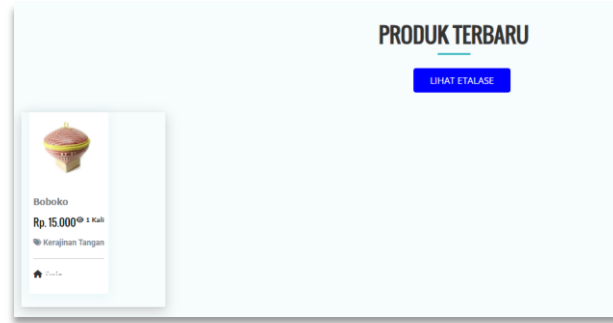 PRODUK TERBARU
LIHAT ETALASE
Boboko
Rp. 15.000 1 Kali
Kerajinan Tangan